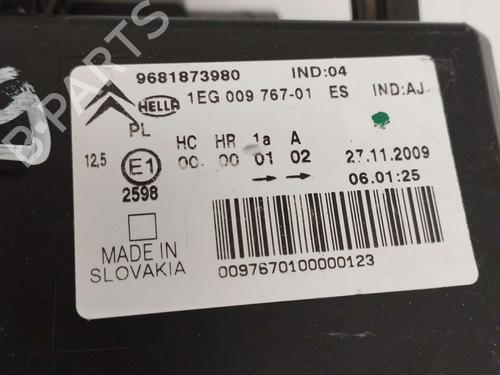 9681873980 IND:04
HELLA 1EG 009 767-01 ES IND:AJ
PL HC HR 1a A
12,5 E1 00 00 01 02 27.11.2009
2598 06.01:25
MADE IN
SLOVAKIA
0097670100000123
B-PARTS